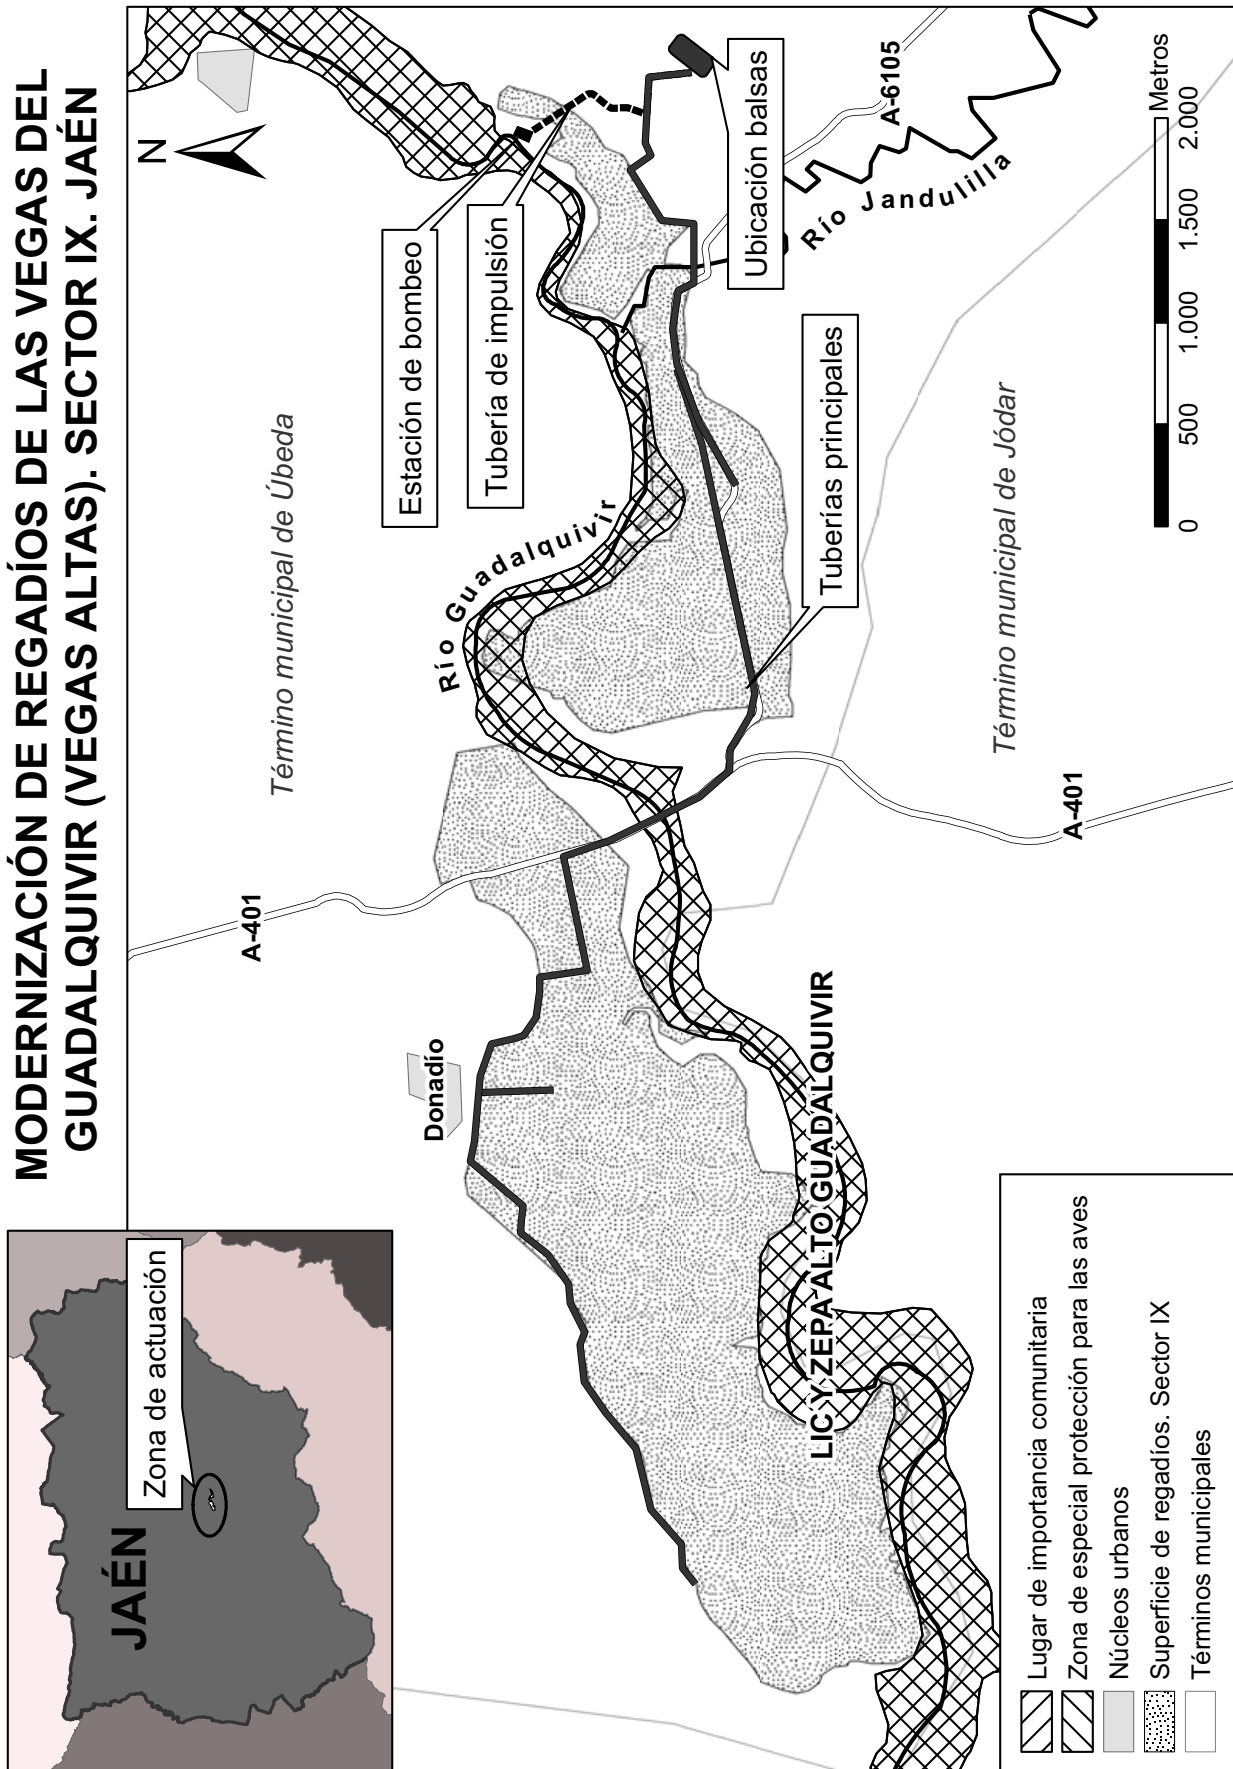 MODERNIZACIÓN DE REGADÍOS DE LAS VEGAS DEL
GUADALQUIVIR (VEGAS ALTAS). SECTOR IX. JAÉN
JAÉN
Zona de actuación
N
Término municipal de Úbeda
A-401
Donadío
Río Guadalquivir
Estación de bombeo
Tubería de impulsión
Ubicación balsas
A-6105
Río Jandulilla
Tuberías principales
LIC Y ZEPA ALTO GUADALQUIVIR
Término municipal de Jódar
A-401
0 500 1.000 1.500 2.000
Metros
Lugar de importancia comunitaria
Zona de especial protección para las aves
Núcleos urbanos
Superficie de regadíos. Sector IX
Términos municipales